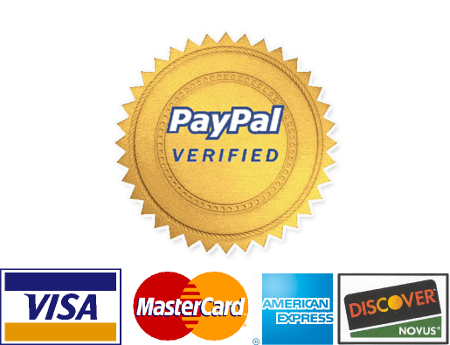 PayPal
VERIFIED
VISA
MasterCard
AMERICAN
EXPRESS
DISCOVER
NOVUS